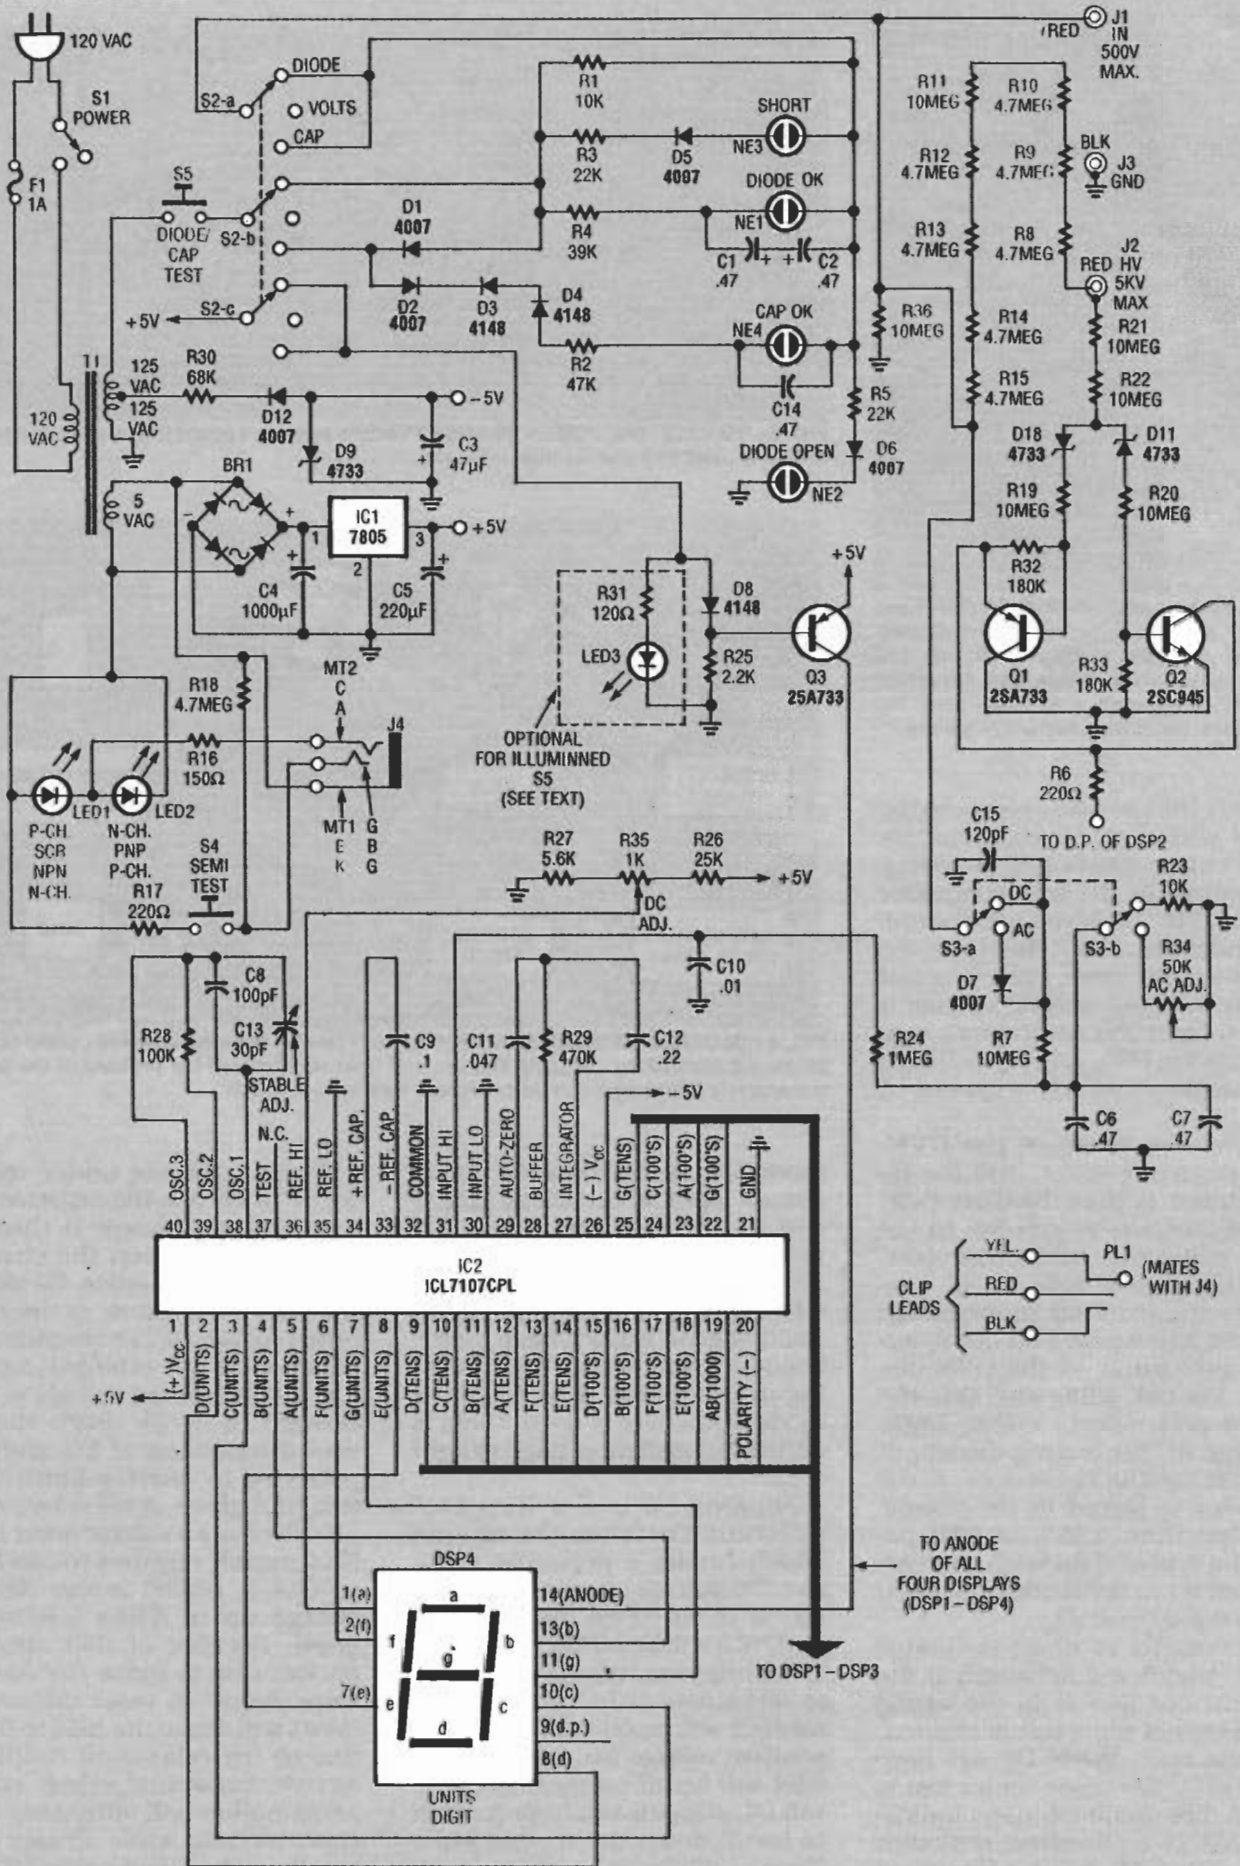 120 VAC
S1
POWER
F1
1A
S2-a
DIODE
VOLTS
CAP
S5
DIODE/
CAP
TEST
S2-b
+5V
S2-c
R1
10K
R3
22K
D5
4007
SHORT
NE3
DIODE OK
NE1
R4
39K
C1
.47
+
+
C2
.47
D1
4007
D2
4007
D3
4148
D4
4148
R2
47K
CAP OK
NE4
C14
.47
R5
22K
D6
4007
DIODE OPEN
NE2
RED
J1
IN
500V
MAX.
R11
10MEG
R10
4.7MEG
R12
4.7MEG
R9
4.7MEG
BLK
J3
GND
R13
4.7MEG
R8
4.7MEG
RED
J2
HV
5KV
MAX
R36
10MEG
R14
4.7MEG
R21
10MEG
R15
4.7MEG
R22
10MEG
D18
4733
D11
4733
R19
10MEG
R20
10MEG
R32
180K
R33
180K
Q1
2SA733
Q2
2SC945
R6
220Ω
TO D.P. OF DSP2
T1
120
VAC
125
VAC
125
VAC
R30
68K
D12
4007
-5V
D9
4733
C3
47µF
+
5
VAC
BR1
-
+
IC1
7805
1
2
3
+5V
C4
1000µF
+
C5
220µF
+
R31
120Ω
LED3
D8
4148
R25
2.2K
+5V
Q3
25A733
OPTIONAL
FOR ILLUMINNED
S5
(SEE TEXT)
R18
4.7MEG
R16
150Ω
MT2
C
A
J4
MT1
E
K
G
B
G
LED1
P-CH.
SCR
NPN
N-CH.
LED2
N-CH.
PNP
P-CH.
S4
SEMI
TEST
R17
220Ω
R27
5.6K
R35
1K
R26
25K
+5V
DC
ADJ.
C15
120pF
S3-a
DC
AC
D7
4007
S3-b
R23
10K
R34
50K
AC ADJ.
R24
1MEG
R7
10MEG
C6
.47
C7
.47
C8
100pF
R28
100K
C13
30pF
STABLE
ADJ.
C9
.1
C11
.047
R29
470K
C12
.22
C10
.01
-5V
OSC.3
OSC.2
OSC.1
TEST
N.C.
REF. HI
REF. LO
+REF. CAP.
-REF. CAP.
COMMON
INPUT HI
INPUT LO
AUTO-ZERO
BUFFER
INTEGRATOR
(-) VCC
G(TENS)
C(100'S)
A(100'S)
G(100'S)
GND
40 39 38 37 36 35 34 33 32 31 30 29 28 27 26 25 24 23 22 21
IC2
ICL7107CPL
1 2 3 4 5 6 7 8 9 10 11 12 13 14 15 16 17 18 19 20
+5V
(+)VCC
D(UNITS)
C(UNITS)
B(UNITS)
A(UNITS)
F(UNITS)
G(UNITS)
E(UNITS)
D(TENS)
C(TENS)
B(TENS)
A(TENS)
F(TENS)
E(TENS)
D(100'S)
B(100'S)
F(100'S)
E(100'S)
AB(1000)
POLARITY (-)
CLIP
LEADS
YEL.
RED
BLK
PL1
(MATES
WITH J4)
TO ANODE
OF ALL
FOUR DISPLAYS
(DSP1-DSP4)
TO DSP1-DSP3
DSP4
1(a)
2(f)
7(e)
14(ANODE)
13(b)
11(g)
10(c)
9(d.p.)
8(d)
a
f
b
g
e
c
d
UNITS
DIGIT